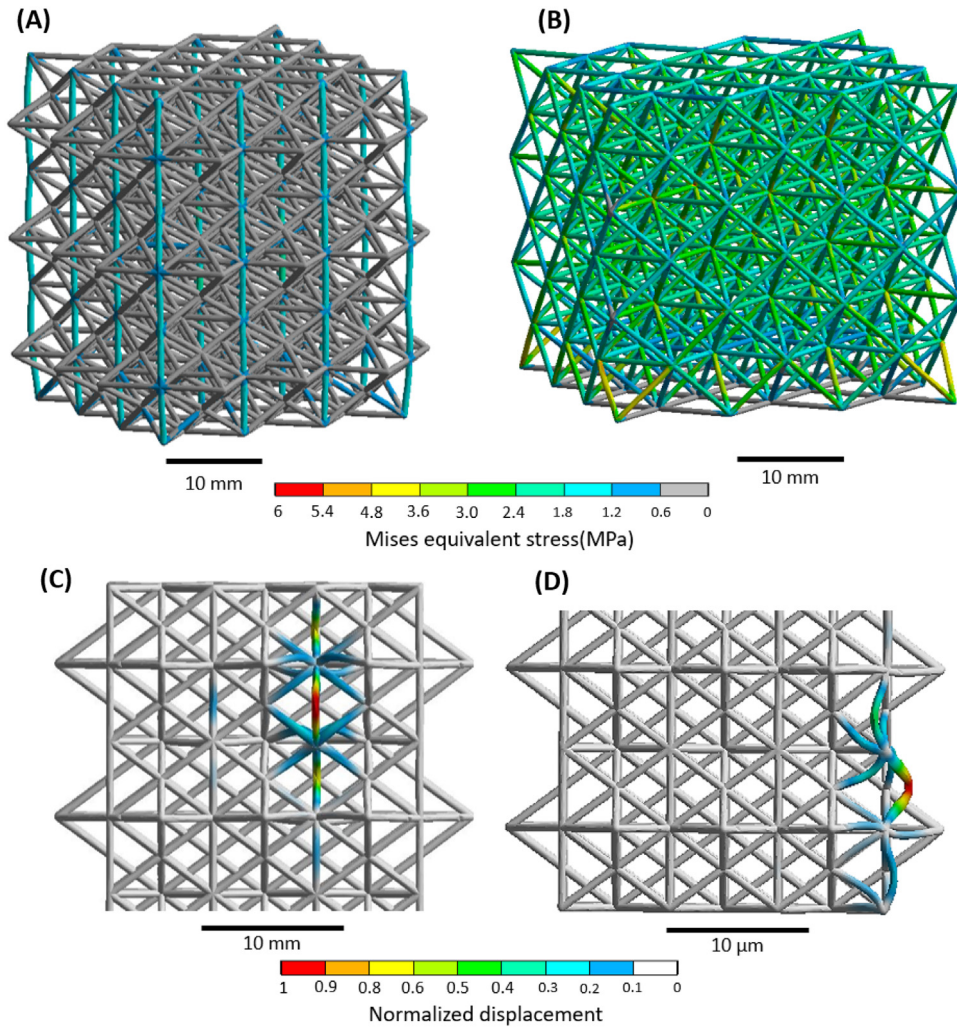 (A)
(B)
10 mm
10 mm
6 5.4 4.8 3.6 3.0 2.4 1.8 1.2 0.6 0
Mises equivalent stress(MPa)
(C)
(D)
10 mm
10 μm
1 0.9 0.8 0.6 0.5 0.4 0.3 0.2 0.1 0
Normalized displacement